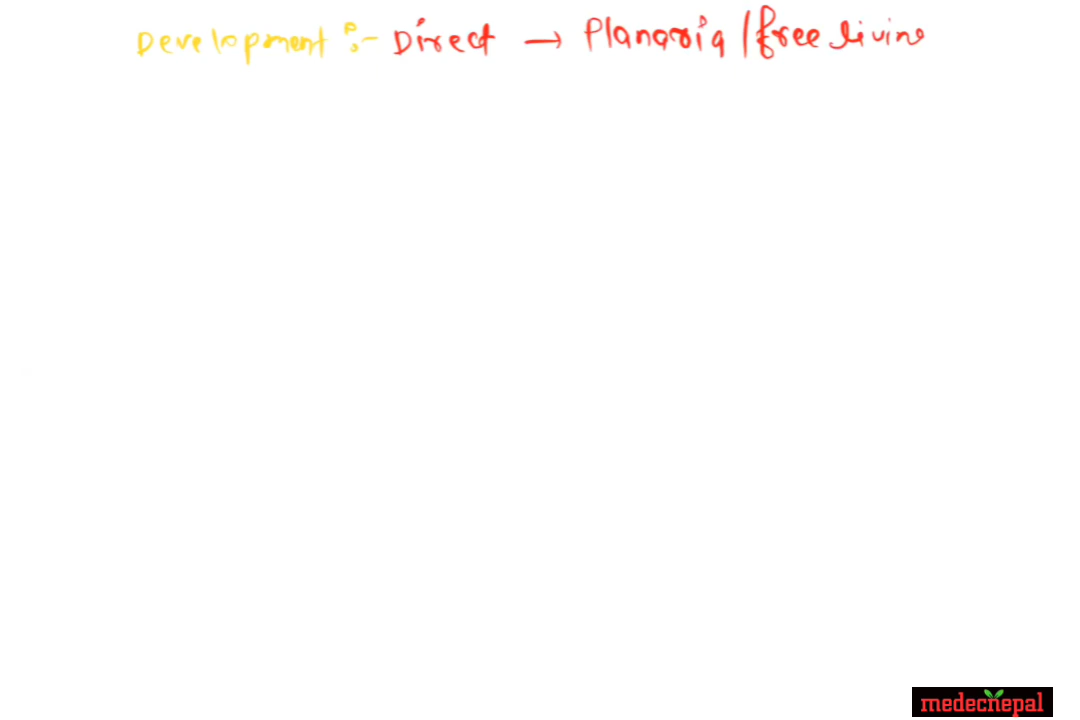 Development :- Direct → Planaria / free living
medecnepal